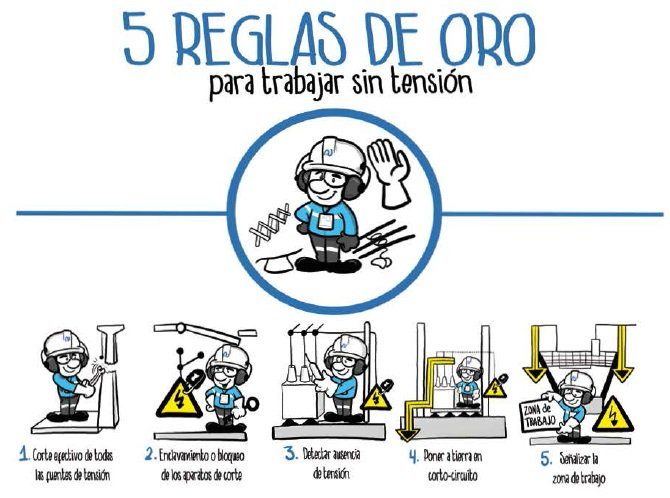 5 REGLAS DE ORO
para trabajar sin tensión
ZONA de
TRABAJO
1. Corte efectivo de todas
las fuentes de tensión
2. Enclavamiento o bloqueo
de los aparatos de corte
3. Detectar ausencia
de tensión
4. Poner a tierra en
corto-circuito
5. Señalizar la
zona de trabajo